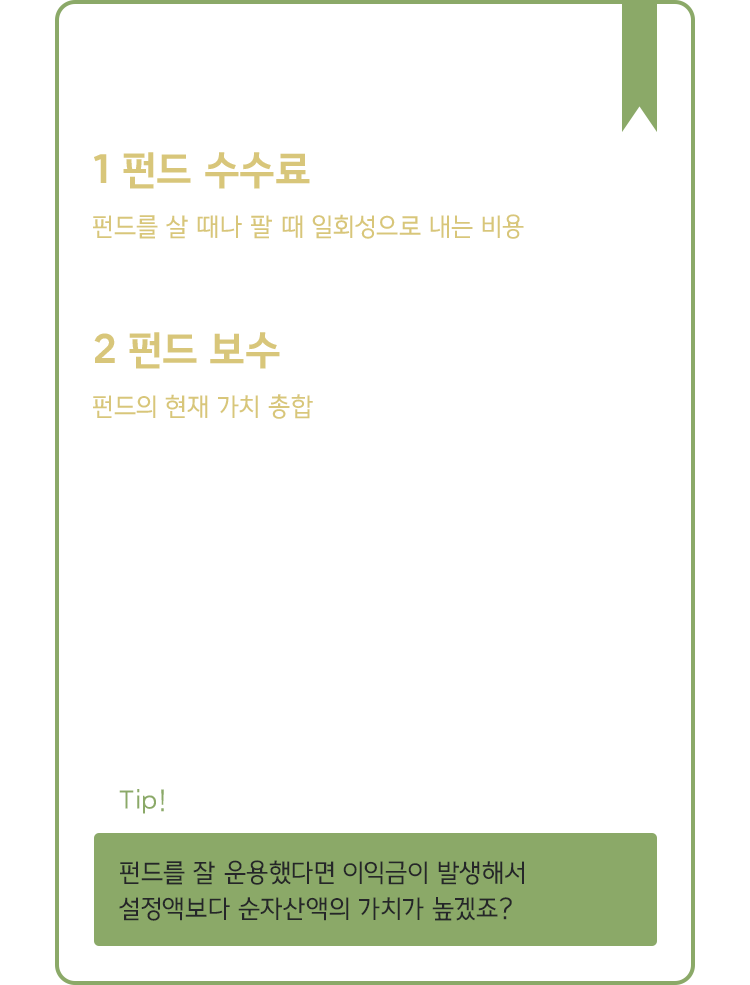 1 펀드 수수료
펀드를 살 때나 팔 때 일회성으로 내는 비용
2 펀드 보수
펀드의 현재 가치 총합
Tip!
펀드를 잘 운용했다면 이익금이 발생해서
설정액보다 순자산액의 가치가 높겠죠?